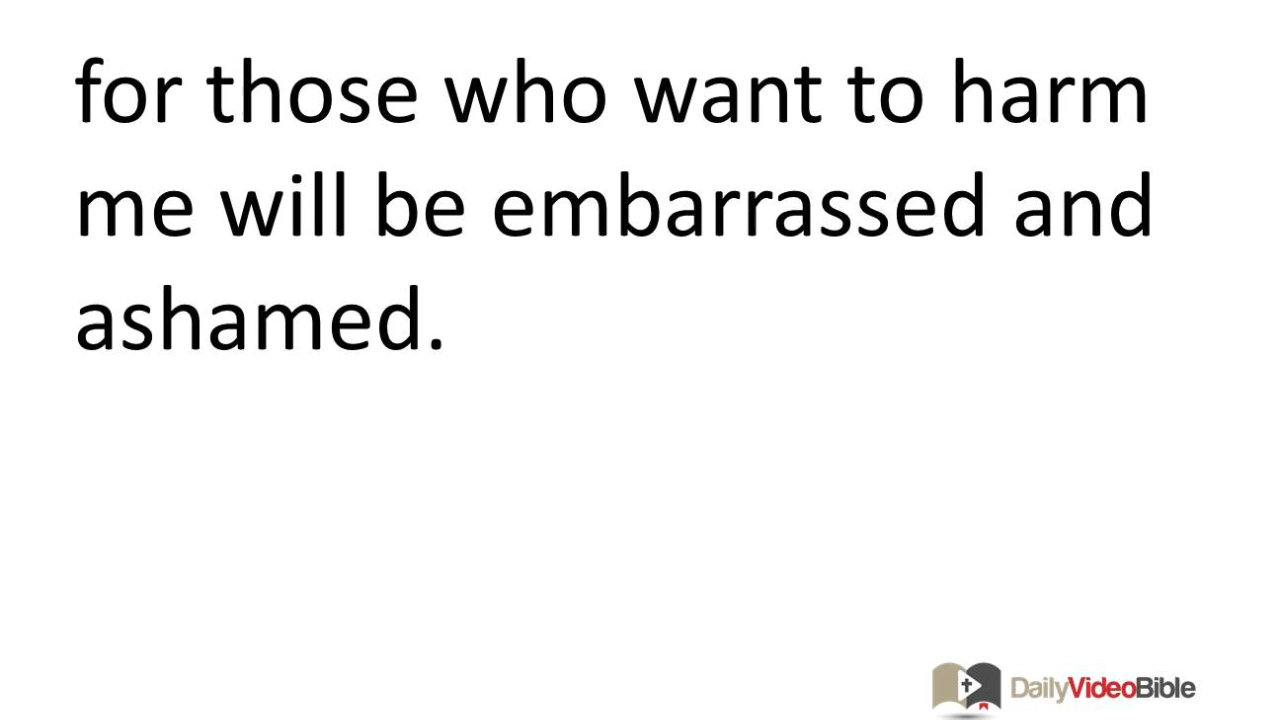 for those who want to harm
me will be embarrassed and
ashamed.
DailyVideoBible